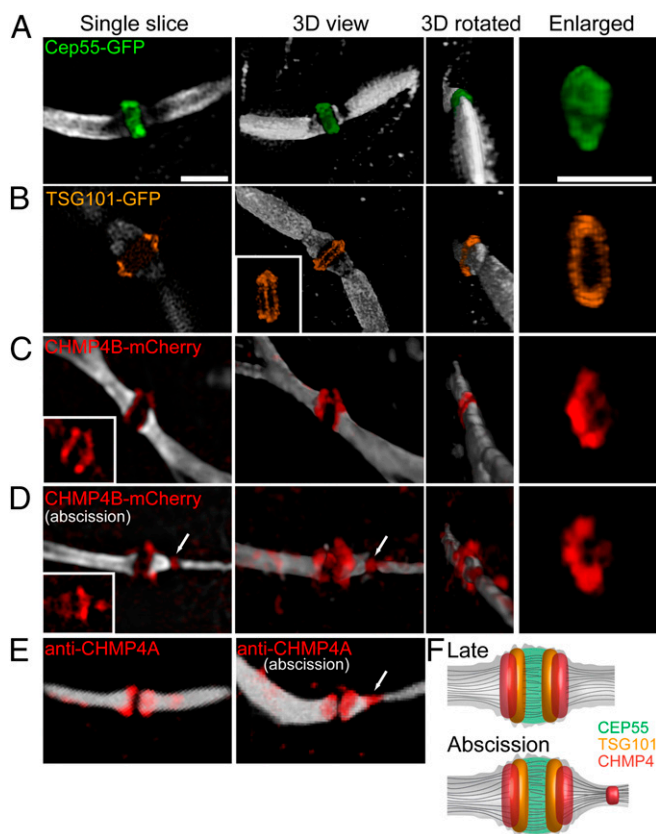 Single slice 3D view 3D rotated Enlarged
A
Cep55-GFP
B
TSG101-GFP
C
CHMP4B-mCherry
D
CHMP4B-mCherry
(abscission)
E
anti-CHMP4A
anti-CHMP4A
(abscission)
F
Late
CEP55
TSG101
CHMP4
Abscission